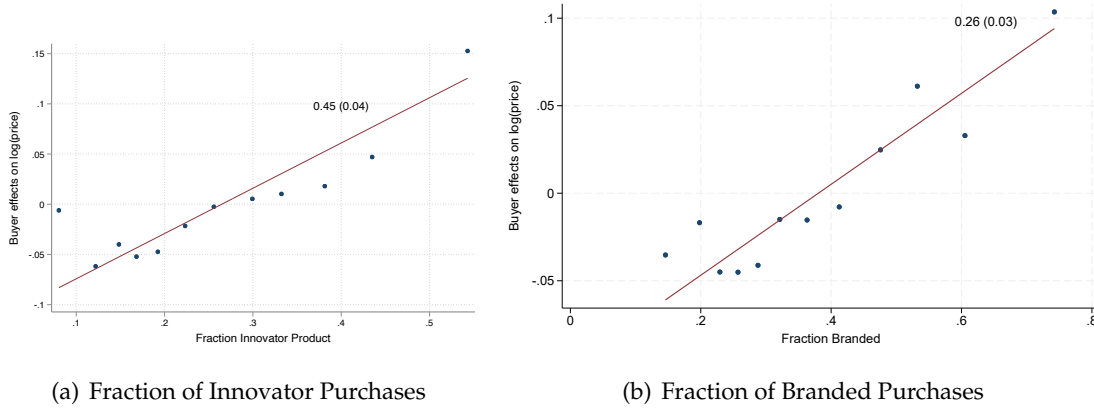 .15
.1
.05
0
-.05
-.1
Buyer effects on log(price)
0.45 (0.04)
.1 .2 .3 .4 .5
Fraction Innovator Product
(a) Fraction of Innovator Purchases
.1
.05
0
-.05
Buyer effects on log(price)
0.26 (0.03)
0 .2 .4 .6 .8
Fraction Branded
(b) Fraction of Branded Purchases